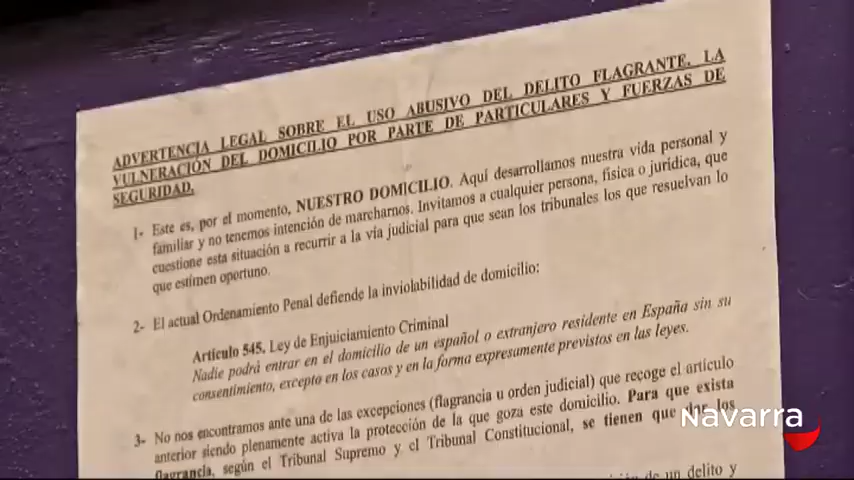 ADVERTENCIA LEGAL SOBRE EL USO ABUSIVO DEL DELITO FLAGRANTE. LA
VULNERACIÓN DEL DOMICILIO POR PARTE DE PARTICULARES Y FUERZAS DE
SEGURIDAD.
1- Este es, por el momento, NUESTRO DOMICILIO. Aquí desarrollamos nuestra vida personal y
familiar y no tenemos intención de marcharnos. Invitamos a cualquier persona, física o jurídica, que
cuestione esta situación a recurrir a la vía judicial para que sean los tribunales los que resuelvan lo
que estimen oportuno.
2- El actual Ordenamiento Penal defiende la inviolabilidad de domicilio:
Artículo 545. Ley de Enjuiciamiento Criminal
Nadie podrá entrar en el domicilio de un español o extranjero residente en España sin su
consentimiento, excepto en los casos y en la forma expresamente previstos en las leyes.
3- No nos encontramos ante una de las excepciones (flagrancia u orden judicial) que recoge el artículo
anterior siendo plenamente activa la protección de la que goza este domicilio. Para que exista
flagrancia, según el Tribunal Supremo y el Tribunal Constitucional, se tienen que dar los
de un delito y
Navarra